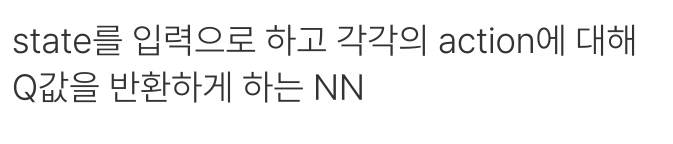 state를 입력으로 하고 각각의 action에 대해
Q값을 반환하게 하는 NN